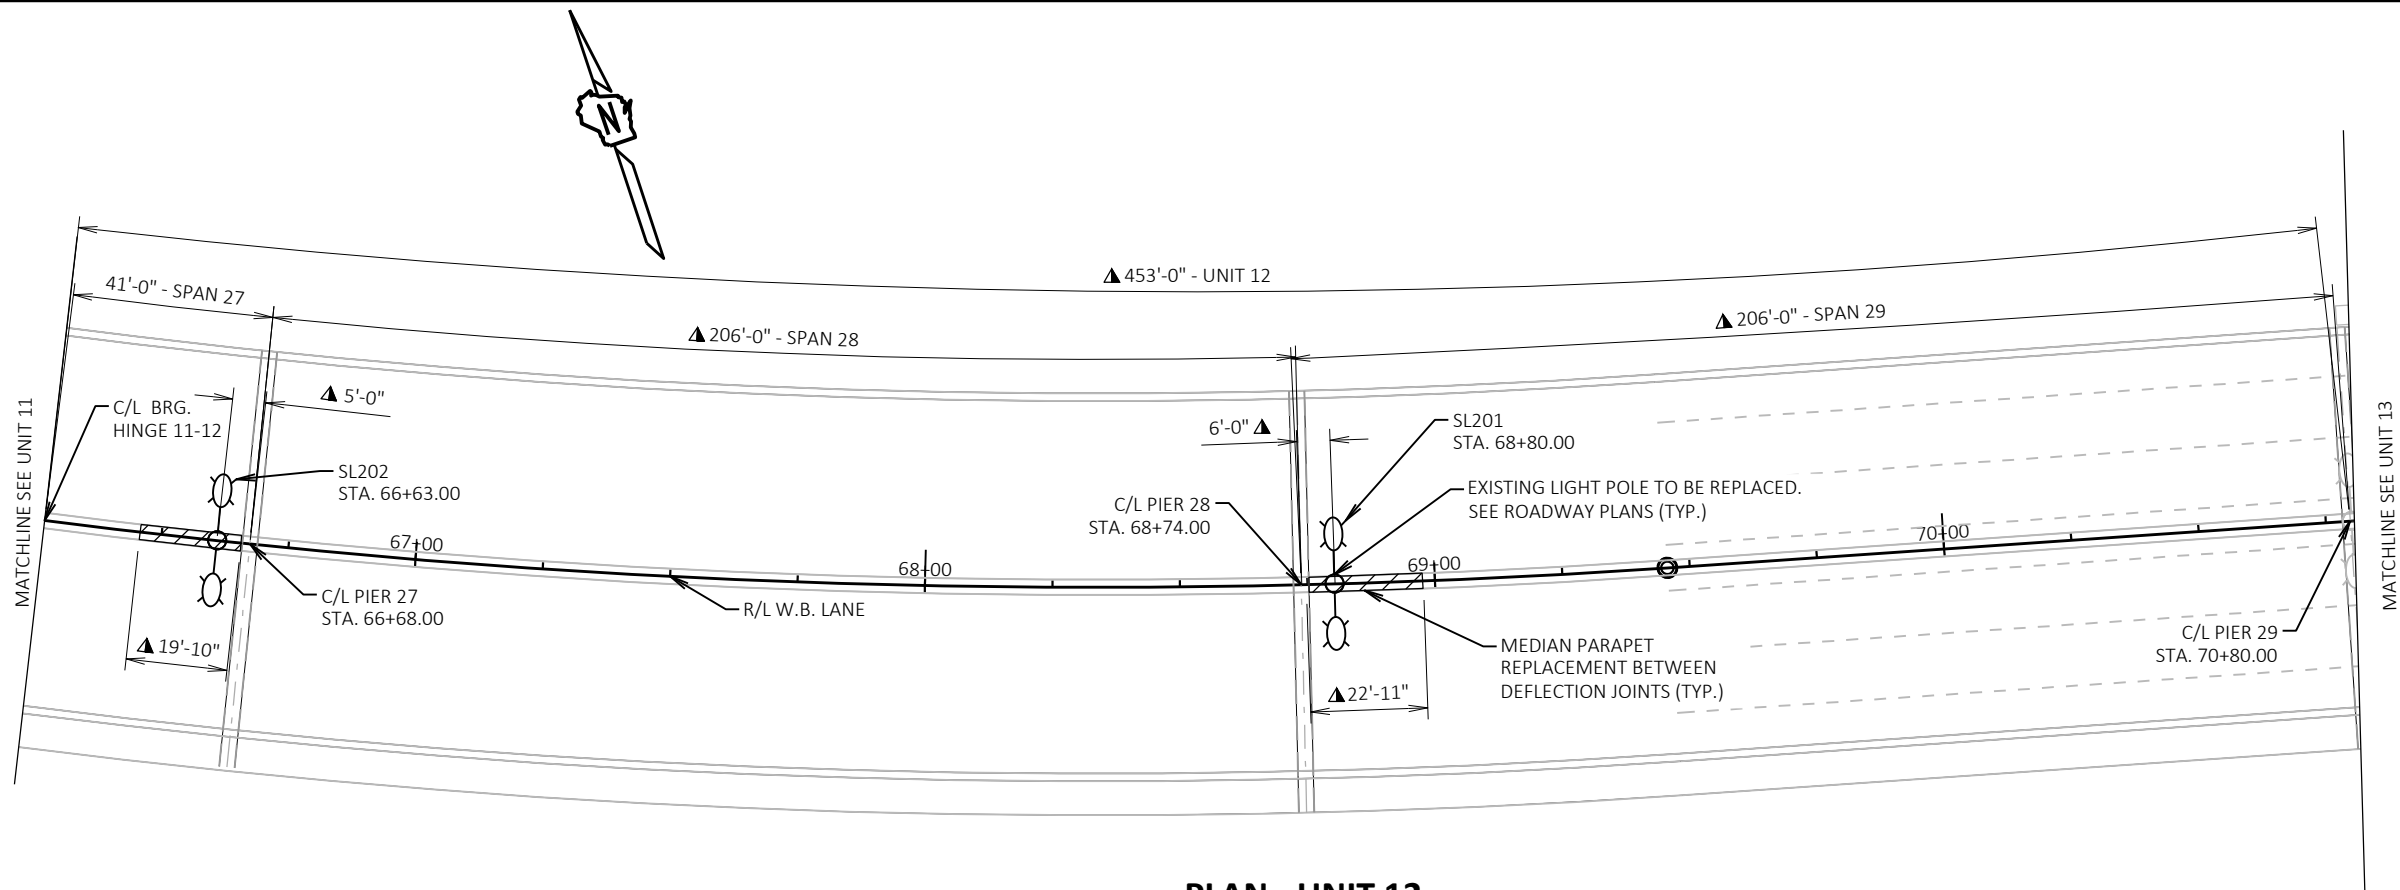 N
453'-0" - UNIT 12
41'-0" - SPAN 27
206'-0" - SPAN 28
206'-0" - SPAN 29
MATCHLINE SEE UNIT 11
C/L BRG.
HINGE 11-12
5'-0"
SL202
STA. 66+63.00
67+00
C/L PIER 27
STA. 66+68.00
19'-10"
R/L W.B. LANE
68+00
6'-0"
C/L PIER 28
STA. 68+74.00
SL201
STA. 68+80.00
EXISTING LIGHT POLE TO BE REPLACED.
SEE ROADWAY PLANS (TYP.)
69+00
70+00
MEDIAN PARAPET
REPLACEMENT BETWEEN
DEFLECTION JOINTS (TYP.)
22'-11"
C/L PIER 29
STA. 70+80.00
MATCHLINE SEE UNIT 13
PLAN - UNIT 12